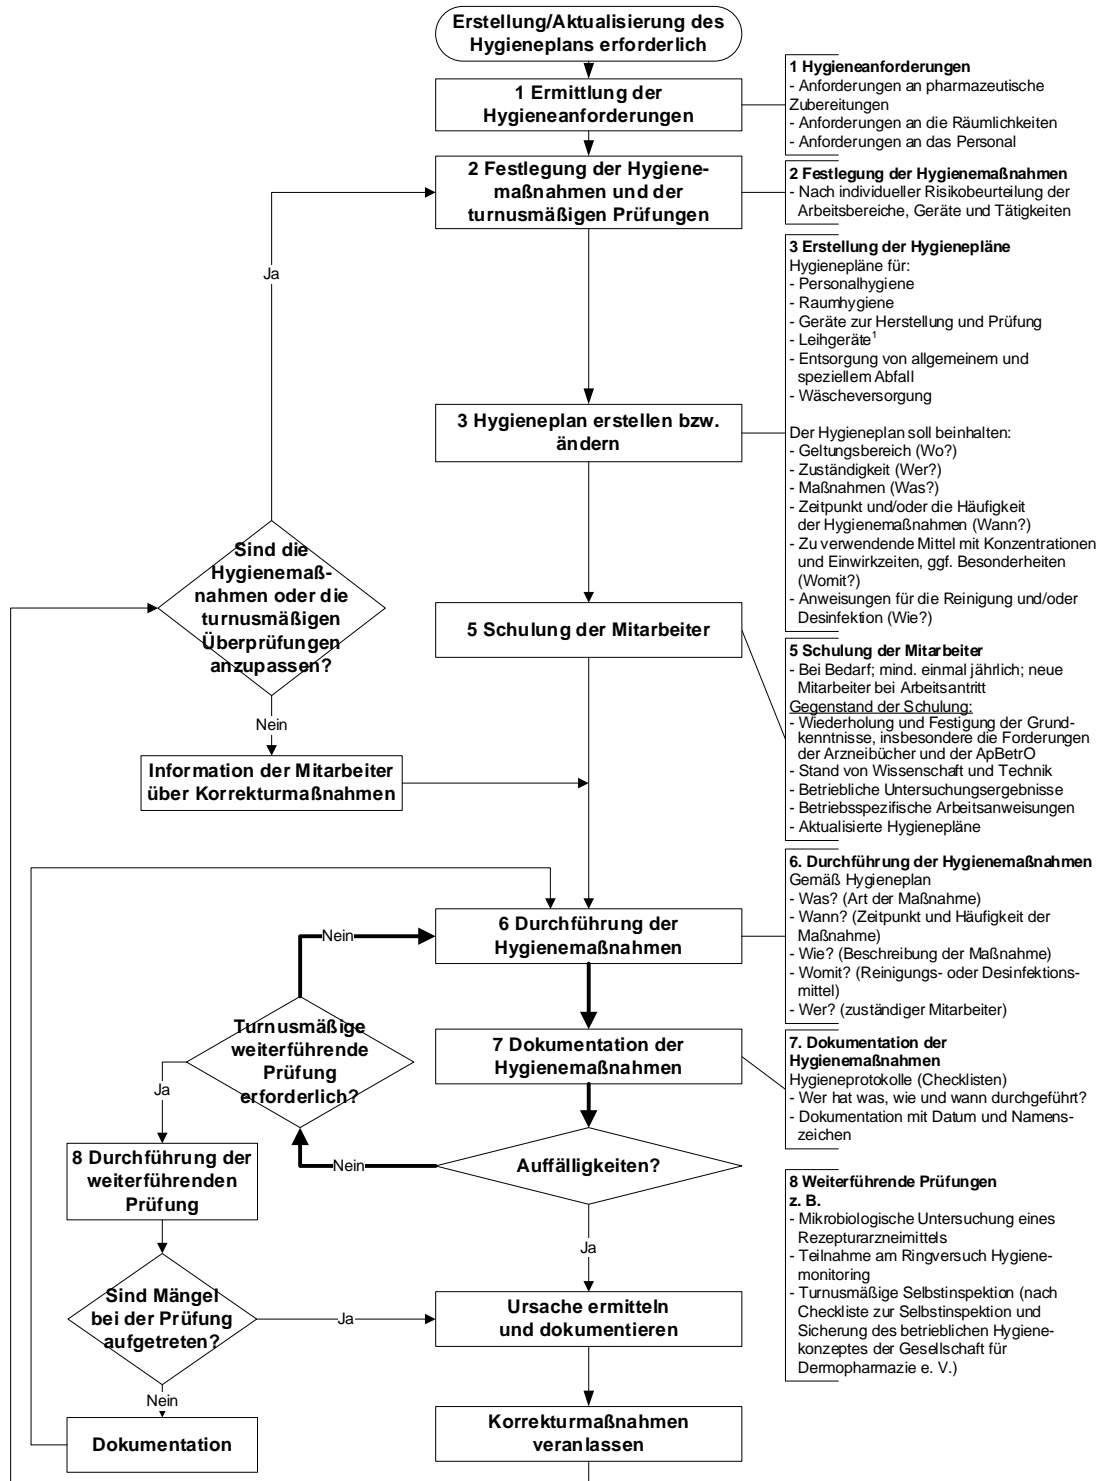 Erstellung/Aktualisierung des
Hygieneplans erforderlich
1 Ermittlung der
Hygieneanforderungen
1 Hygieneanforderungen
- Anforderungen an pharmazeutische
Zubereitungen
- Anforderungen an die Räumlichkeiten
- Anforderungen an das Personal
2 Festlegung der Hygiene-
maßnahmen und der
turnusmäßigen Prüfungen
2 Festlegung der Hygienemaßnahmen
- Nach individueller Risikobeurteilung der
Arbeitsbereiche, Geräte und Tätigkeiten
Ja
3 Hygieneplan erstellen bzw.
ändern
3 Erstellung der Hygienepläne
Hygienepläne für:
- Personalhygiene
- Raumhygiene
- Geräte zur Herstellung und Prüfung
- Leihgeräte¹
- Entsorgung von allgemeinem und
speziellem Abfall
- Wäscheversorgung
Der Hygieneplan soll beinhalten:
- Geltungsbereich (Wo?)
- Zuständigkeit (Wer?)
- Maßnahmen (Was?)
- Zeitpunkt und/oder die Häufigkeit
der Hygienemaßnahmen (Wann?)
- Zu verwendende Mittel mit Konzentrationen
und Einwirkzeiten, ggf. Besonderheiten
(Womit?)
- Anweisungen für die Reinigung und/oder
Desinfektion (Wie?)
Sind die
Hygienemaß-
nahmen oder die
turnusmäßigen
Überprüfungen
anzupassen?
5 Schulung der Mitarbeiter
5 Schulung der Mitarbeiter
- Bei Bedarf; mind. einmal jährlich; neue
Mitarbeiter bei Arbeitsantritt
Gegenstand der Schulung:
- Wiederholung und Festigung der Grund-
kenntnisse, insbesondere die Forderungen
der Arzneibücher und der ApBetrO
- Stand von Wissenschaft und Technik
- Betriebliche Untersuchungsergebnisse
- Betriebsspezifische Arbeitsanweisungen
- Aktualisierte Hygienepläne
Nein
Information der Mitarbeiter
über Korrekturmaßnahmen
6 Durchführung der
Hygienemaßnahmen
6. Durchführung der Hygienemaßnahmen
Gemäß Hygieneplan
- Was? (Art der Maßnahme)
- Wann? (Zeitpunkt und Häufigkeit der
Maßnahme)
- Wie? (Beschreibung der Maßnahme)
- Womit? (Reinigungs- oder Desinfektions-
mittel)
- Wer? (zuständiger Mitarbeiter)
Nein
Turnusmäßige
weiterführende
Prüfung
erforderlich?
7 Dokumentation der
Hygienemaßnahmen
7. Dokumentation der
Hygienemaßnahmen
Hygieneprotokolle (Checklisten)
- Wer hat was, wie und wann durchgeführt?
- Dokumentation mit Datum und Namens-
zeichen
Ja
Nein
Auffälligkeiten?
8 Durchführung der
weiterführenden
Prüfung
Ja
8 Weiterführende Prüfungen
z. B.
- Mikrobiologische Untersuchung eines
Rezepturarzneimittels
- Teilnahme am Ringversuch Hygiene-
monitoring
- Turnusmäßige Selbstinspektion (nach
Checkliste zur Selbstinspektion und
Sicherung des betrieblichen Hygiene-
konzeptes der Gesellschaft für
Dermopharmazie e. V.)
Sind Mängel
bei der Prüfung
aufgetreten?
Ja
Ursache ermitteln
und dokumentieren
Nein
Dokumentation
Korrekturmaßnahmen
veranlassen